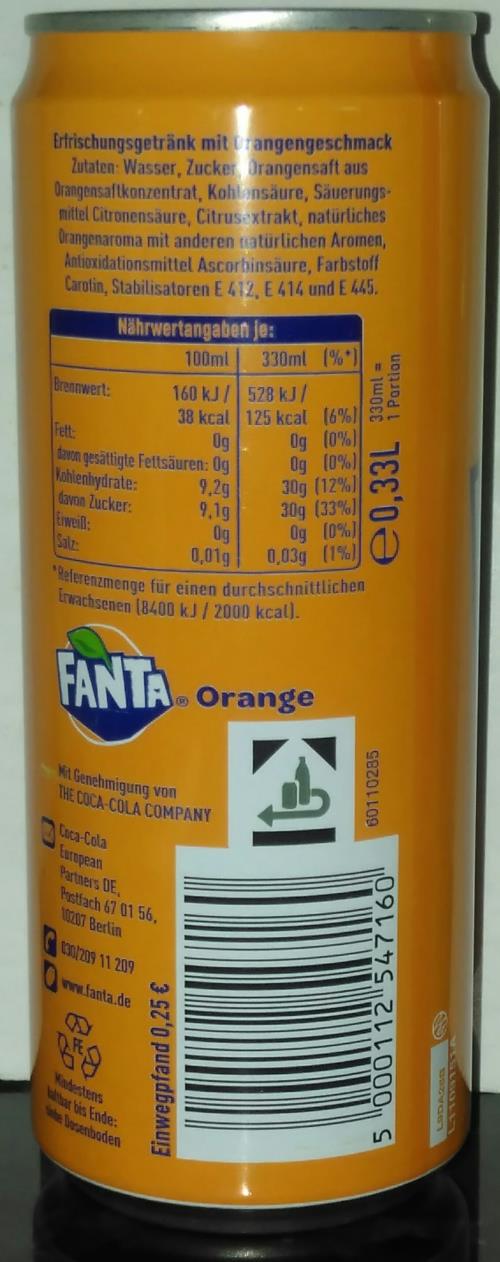 Erfrischungsgetränk mit Orangengeschmack
Zutaten: Wasser, Zucker, Orangensaft aus
Orangensaftkonzentrat, Kohlensäure, Säuerungs-
mittel Citronensäure, Citrusextrakt, natürliches
Orangenaroma mit anderen natürlichen Aromen,
Antioxidationsmittel Ascorbinsäure, Farbstoff
Carotin, Stabilisatoren E 412, E 414 und E 445.
Nährwertangaben je:
100ml 330ml (%*)
Brennwert: 160 kJ / 528 kJ /
38 kcal 125 kcal (6%)
Fett: 0g 0g (0%)
davon gesättigte Fettsäuren: 0g 0g (0%)
Kohlenhydrate: 9,2g 30g (12%)
davon Zucker: 9,1g 30g (33%)
Eiweiß: 0g 0g (0%)
Salz: 0,01g 0,03g (1%)
330ml =
1 Portion
e 0,33L
*Referenzmenge für einen durchschnittlichen
Erwachsenen (8400 kJ / 2000 kcal).
FANTA® Orange
Mit Genehmigung von
THE COCA-COLA COMPANY
60110285
Coca-Cola
European
Partners DE,
Postfach 67 01 56,
10207 Berlin
030/209 11 209
www.fanta.de
FE
Mindestens
haltbar bis Ende:
siehe Dosenboden
Einwegpfand 0,25 €
5 000112 547160